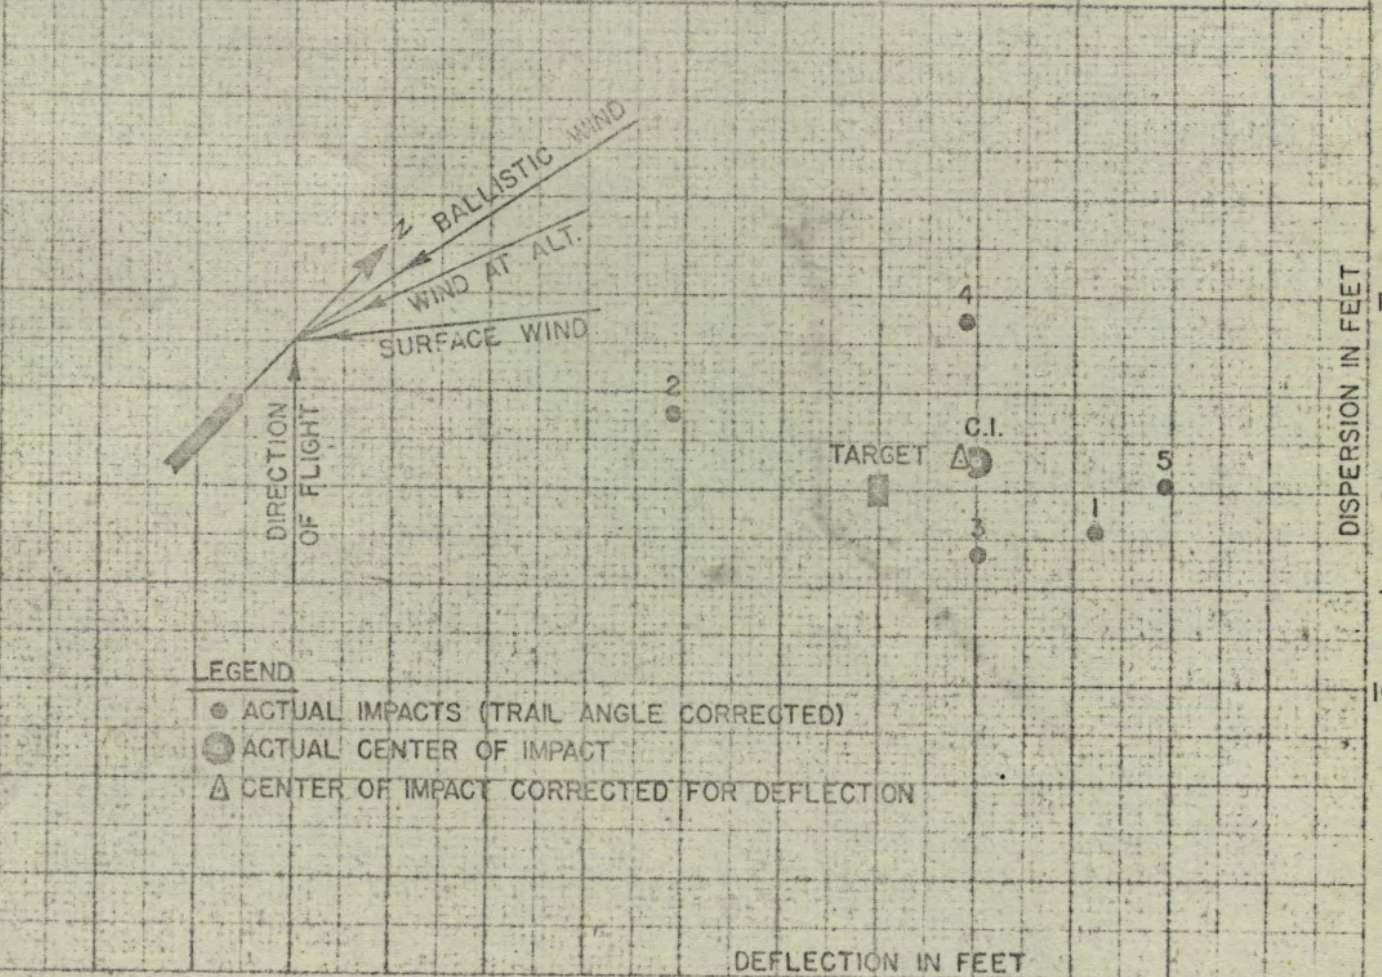 BALLISTIC WIND
N
WIND AT ALT.
SURFACE WIND
DIRECTION
OF FLIGHT
4
2
C.I.
TARGET
5
1
3
DISPERSION IN FEET
LEGEND
ACTUAL IMPACTS (TRAIL ANGLE CORRECTED)
ACTUAL CENTER OF IMPACT
CENTER OF IMPACT CORRECTED FOR DEFLECTION
DEFLECTION IN FEET